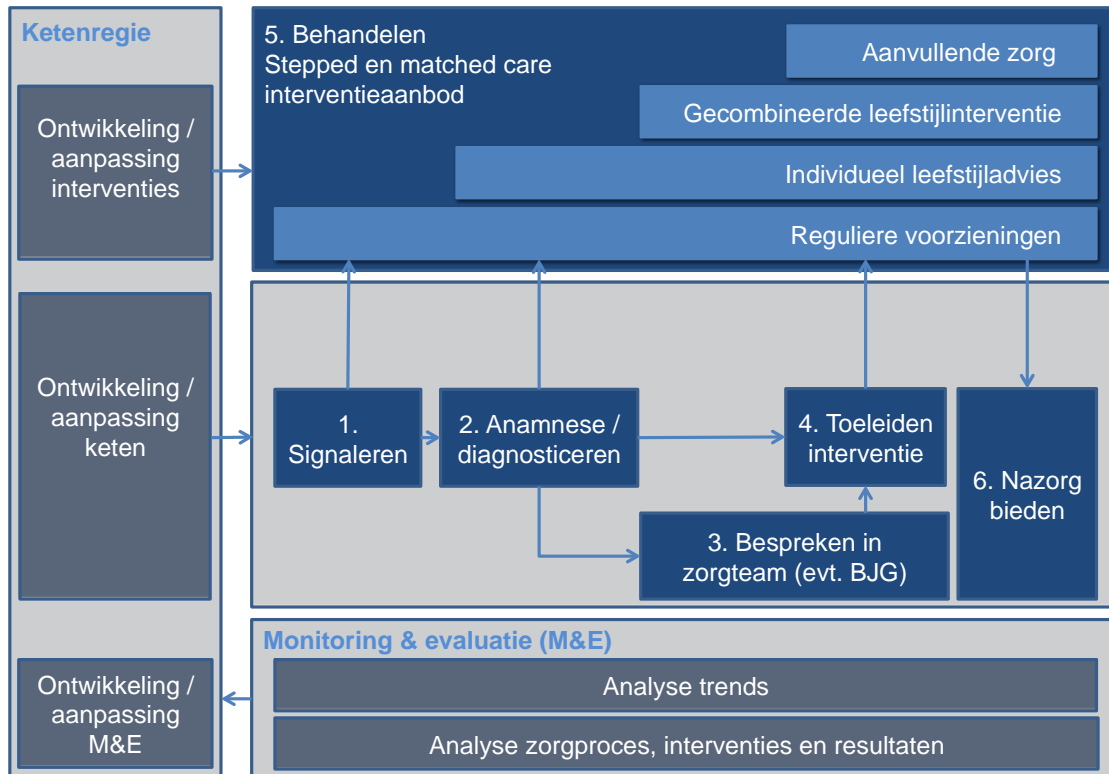 Ketenregie
Ontwikkeling /
aanpassing
interventies
Ontwikkeling /
aanpassing
keten
Ontwikkeling /
aanpassing
M&E
5. Behandelen
Stepped en matched care
interventieaanbod
Aanvullende zorg
Gecombineerde leefstijlinterventie
Individueel leefstijladvies
Reguliere voorzieningen
1.
Signaleren
2. Anamnese /
diagnosticeren
4. Toeleiden
interventie
3. Bespreken in
zorgteam (evt. BJG)
6. Nazorg
bieden
Monitoring & evaluatie (M&E)
Analyse trends
Analyse zorgproces, interventies en resultaten